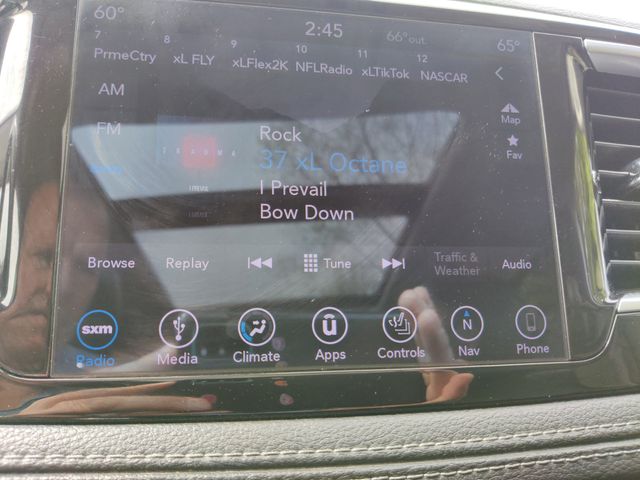 60°
2:45
66°out
65°
7
PrmeCtry
8
xL FLY
9
xLFlex2K
10
NFLRadio
11
xLTikTok
12
NASCAR
AM
FM
Map
Fav
TRAUMA
Rock
37 xL Octane
I Prevail
Bow Down
Browse
Replay
Tune
Traffic &
Weather
Audio
sxm
Radio
Media
Climate
ū
Apps
Controls
N
Nav
Phone